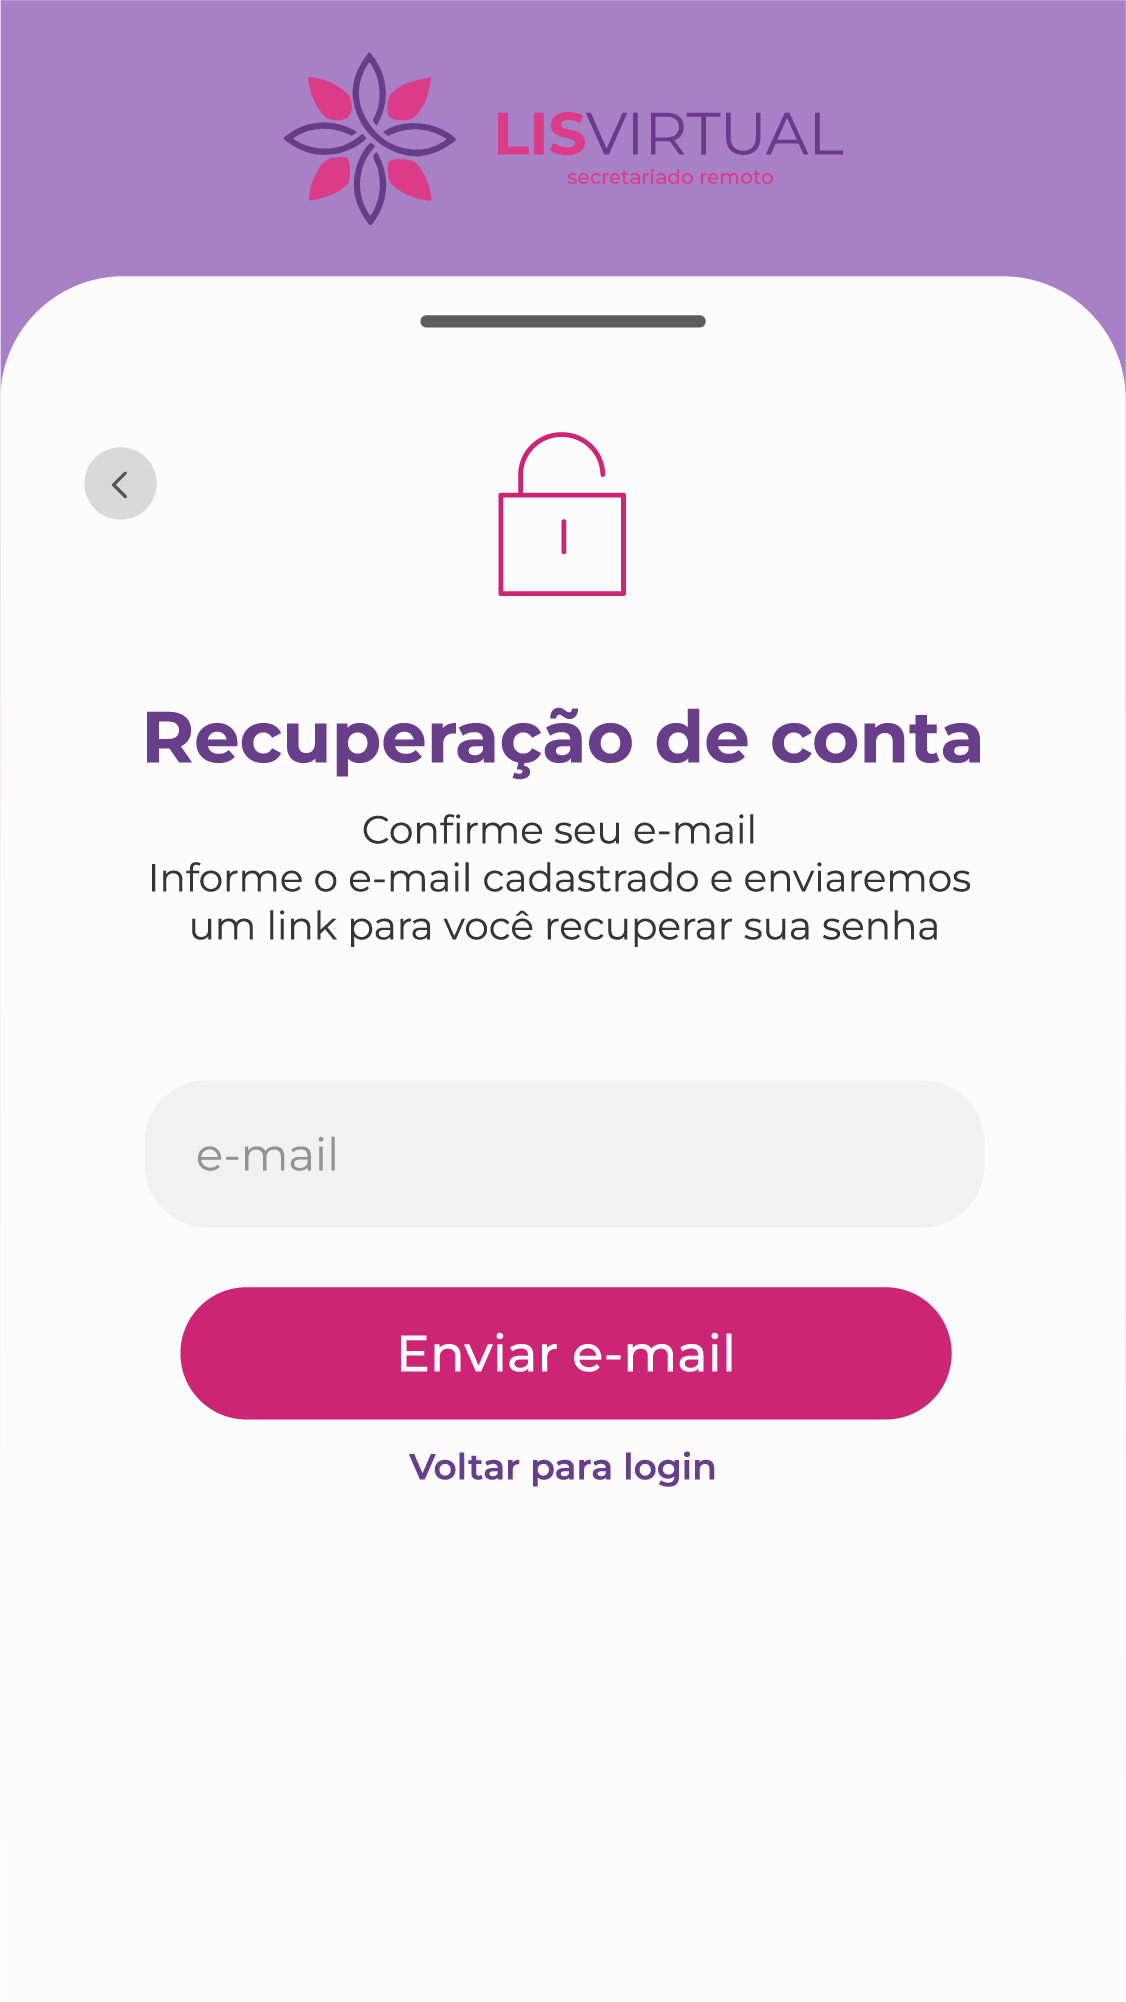 LISVIRTUAL
secretariado remoto
Recuperação de conta
Confirme seu e-mail
Informe o e-mail cadastrado e enviaremos
um link para você recuperar sua senha
e-mail
Enviar e-mail
Voltar para login